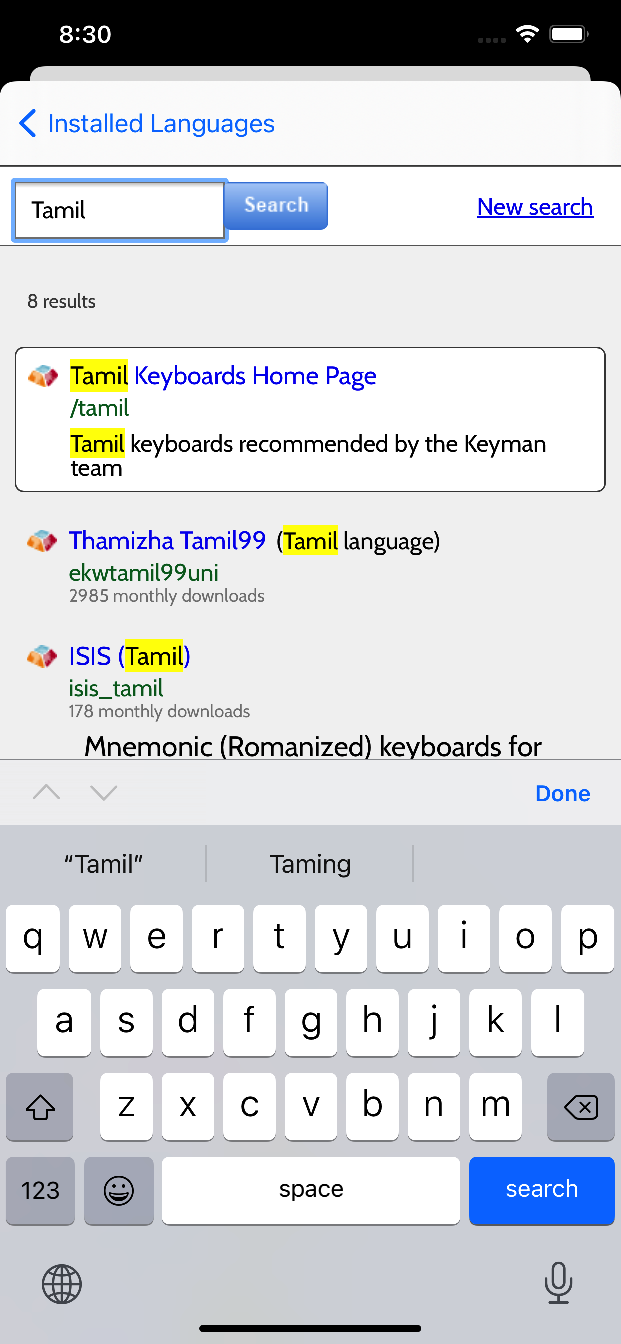 8:30
Installed Languages
Tamil
Search
New search
8 results
Tamil Keyboards Home Page
/tamil
Tamil keyboards recommended by the Keyman
team
Thamizha Tamil99 (Tamil language)
ekwtamil99uni
2985 monthly downloads
ISIS (Tamil)
isis_tamil
178 monthly downloads
Mnemonic (Romanized) keyboards for
Done
“Tamil” Taming
q w e r t y u i o p
a s d f g h j k l
z x c v b n m
123 space search